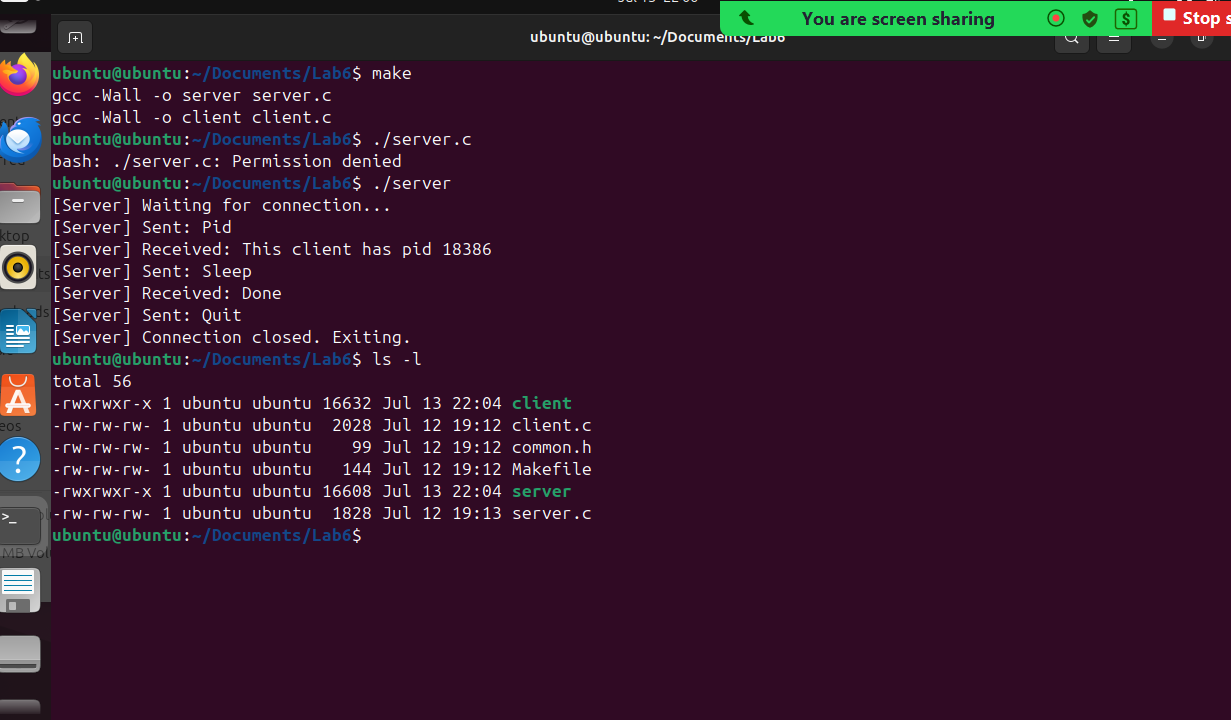 You are screen sharing
Stop s
ubuntu@ubuntu: ~/Documents/Lab6
ubuntu@ubuntu:~/Documents/Lab6$ make
gcc -Wall -o server server.c
gcc -Wall -o client client.c
ubuntu@ubuntu:~/Documents/Lab6$ ./server.c
bash: ./server.c: Permission denied
ubuntu@ubuntu:~/Documents/Lab6$ ./server
[Server] Waiting for connection...
[Server] Sent: Pid
[Server] Received: This client has pid 18386
[Server] Sent: Sleep
[Server] Received: Done
[Server] Sent: Quit
[Server] Connection closed. Exiting.
ubuntu@ubuntu:~/Documents/Lab6$ ls -l
total 56
-rwxrwxr-x 1 ubuntu ubuntu 16632 Jul 13 22:04 client
-rw-rw-rw- 1 ubuntu ubuntu  2028 Jul 12 19:12 client.c
-rw-rw-rw- 1 ubuntu ubuntu    99 Jul 12 19:12 common.h
-rw-rw-rw- 1 ubuntu ubuntu   144 Jul 12 19:12 Makefile
-rwxrwxr-x 1 ubuntu ubuntu 16608 Jul 13 22:04 server
-rw-rw-rw- 1 ubuntu ubuntu  1828 Jul 12 19:13 server.c
ubuntu@ubuntu:~/Documents/Lab6$
ktop
eos
MB Volu